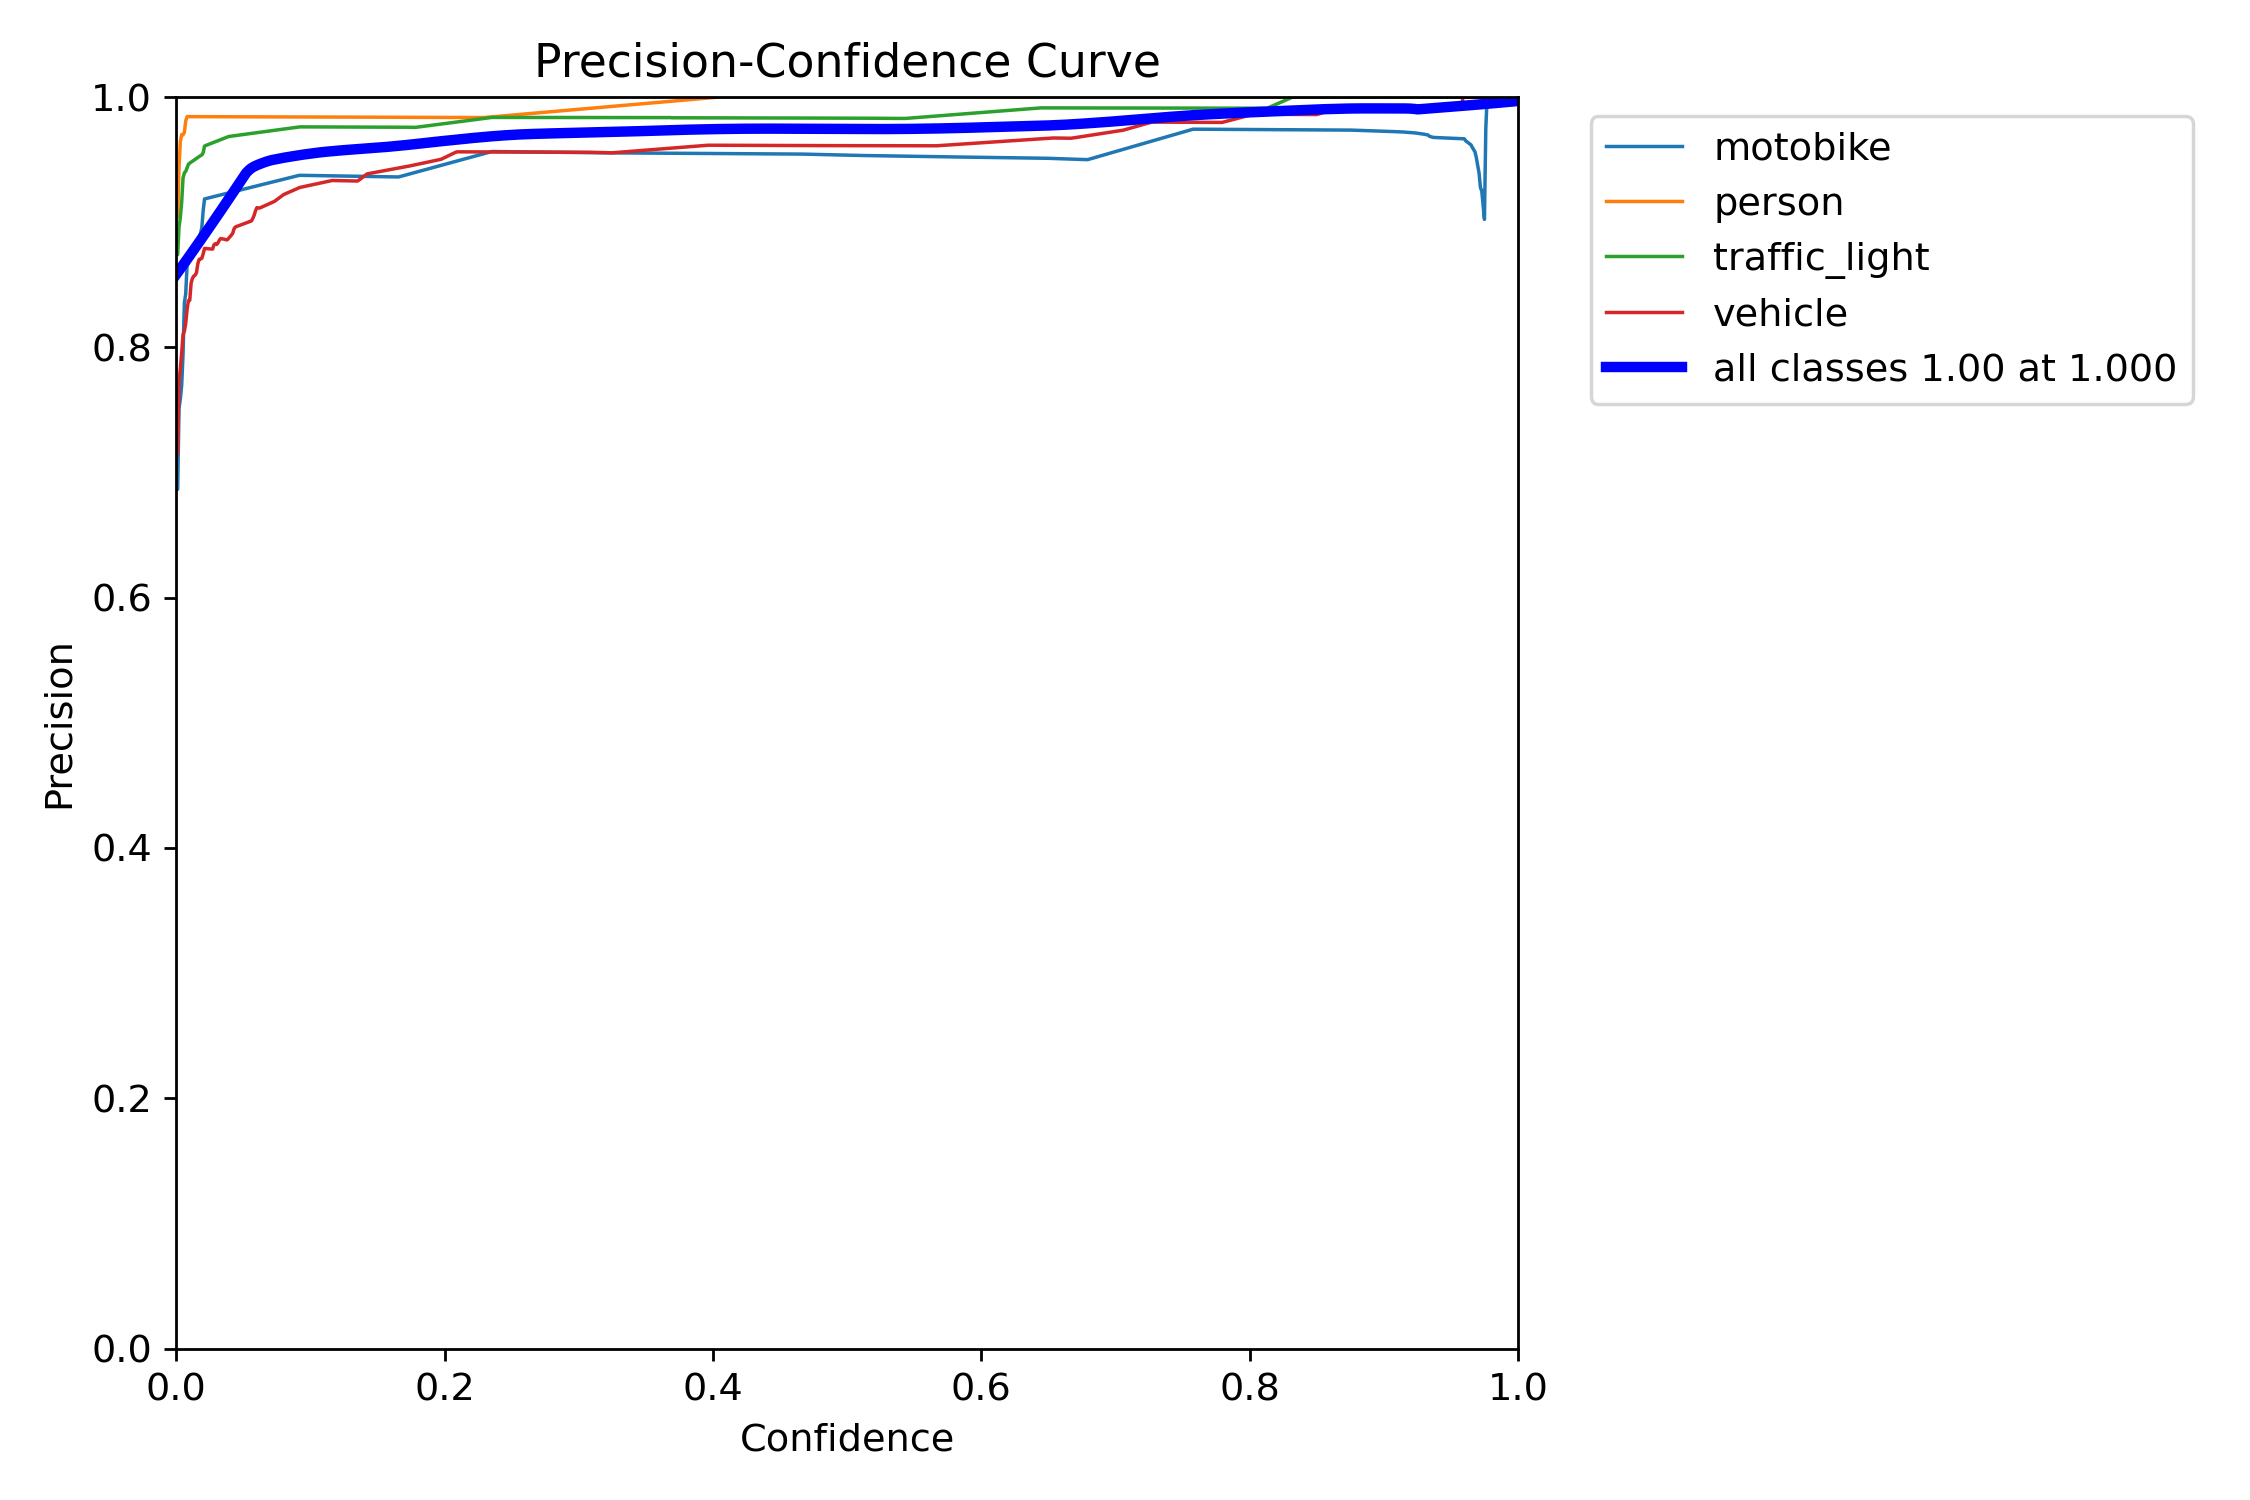 Precision-Confidence Curve
1.0
0.8
0.6
0.4
0.2
0.0
Precision
0.0 0.2 0.4 0.6 0.8 1.0
Confidence
motobike
person
traffic_light
vehicle
all classes 1.00 at 1.000